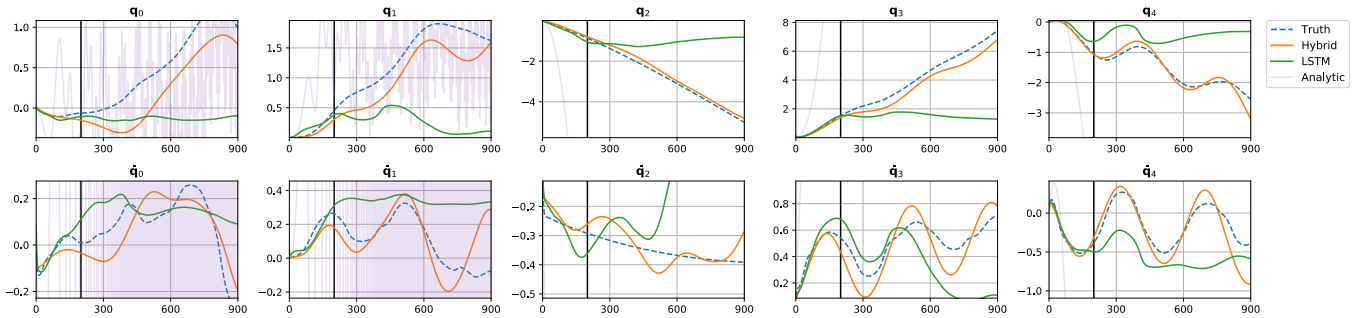 q0 q1 q2 q3 q4
1.0 0.5 0.0
1.5 1.0 0.5
−2 −4
8 6 4 2
0 −1 −2 −3
0 300 600 900
0 300 600 900
0 300 600 900
0 300 600 900
0 300 600 900
Truth
Hybrid
LSTM
Analytic
q̇0 q̇1 q̇2 q̇3 q̇4
0.2 0.0 −0.2
0.4 0.2 0.0 −0.2
−0.2 −0.3 −0.4 −0.5
0.8 0.6 0.4 0.2
0.0 −0.5 −1.0
0 300 600 900
0 300 600 900
0 300 600 900
0 300 600 900
0 300 600 900